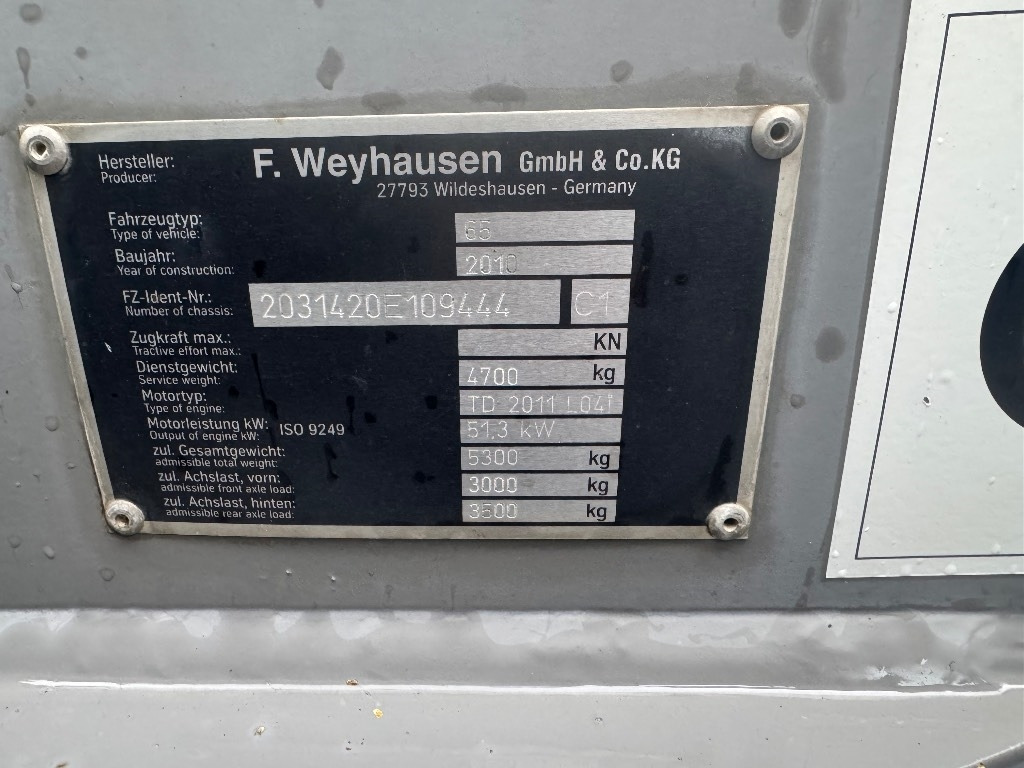 Hersteller: F. Weyhausen GmbH & Co.KG
Producer: 27793 Wildeshausen - Germany
Fahrzeugtyp: 65
Type of vehicle:
Baujahr: 2010
Year of construction:
FZ-Ident-Nr.: 2031420E109444 C1
Number of chassis:
Zugkraft max.: KN
Tractive effort max.:
Dienstgewicht: 4700 kg
Service weight:
Motortyp: TD 2011 L04
Type of engine:
Motorleistung kW: ISO 9249 51.3 kW
Output of engine kW:
zul. Gesamtgewicht: 5300 kg
admissible total weight:
zul. Achslast, vorn: 3000 kg
admissible front axle load:
zul. Achslast, hinten: 3500 kg
admissible rear axle load: